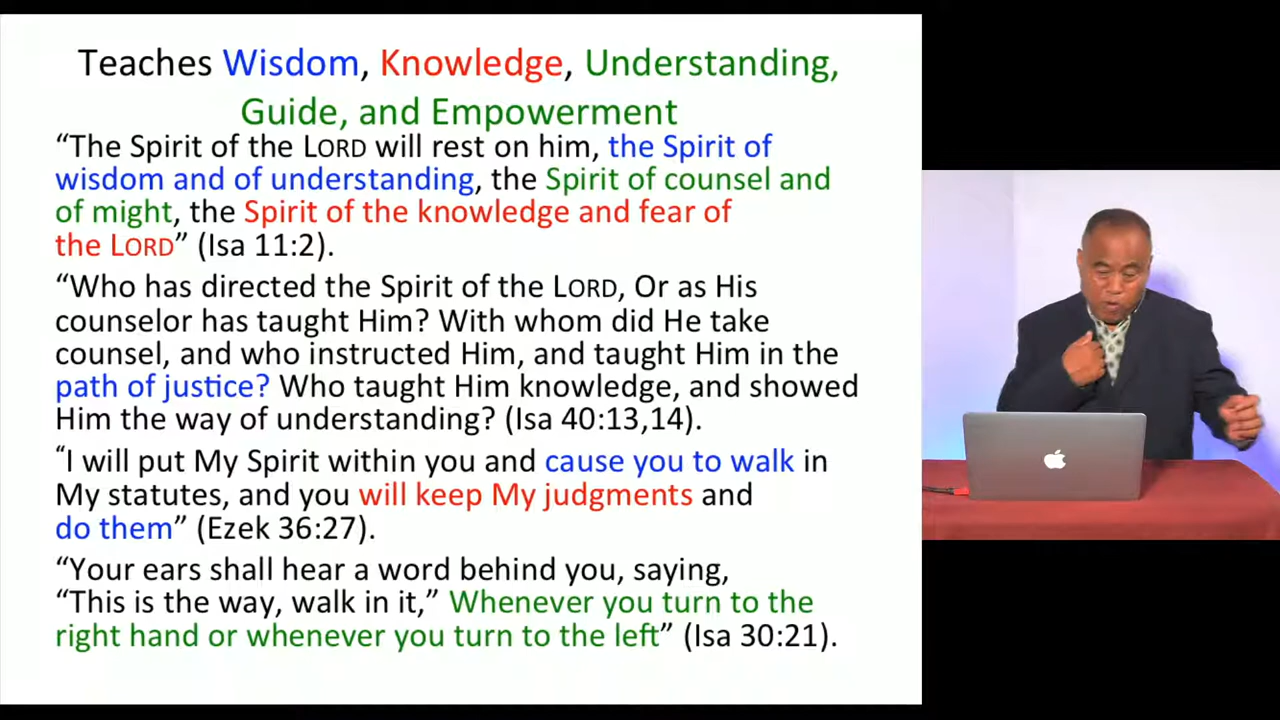 Teaches Wisdom, Knowledge, Understanding,
Guide, and Empowerment
“The Spirit of the LORD will rest on him, the Spirit of
wisdom and of understanding, the Spirit of counsel and
of might, the Spirit of the knowledge and fear of
the LORD” (Isa 11:2).
“Who has directed the Spirit of the LORD, Or as His
counselor has taught Him? With whom did He take
counsel, and who instructed Him, and taught Him in the
path of justice? Who taught Him knowledge, and showed
Him the way of understanding? (Isa 40:13,14).
“I will put My Spirit within you and cause you to walk in
My statutes, and you will keep My judgments and
do them” (Ezek 36:27).
“Your ears shall hear a word behind you, saying,
“This is the way, walk in it,” Whenever you turn to the
right hand or whenever you turn to the left” (Isa 30:21).